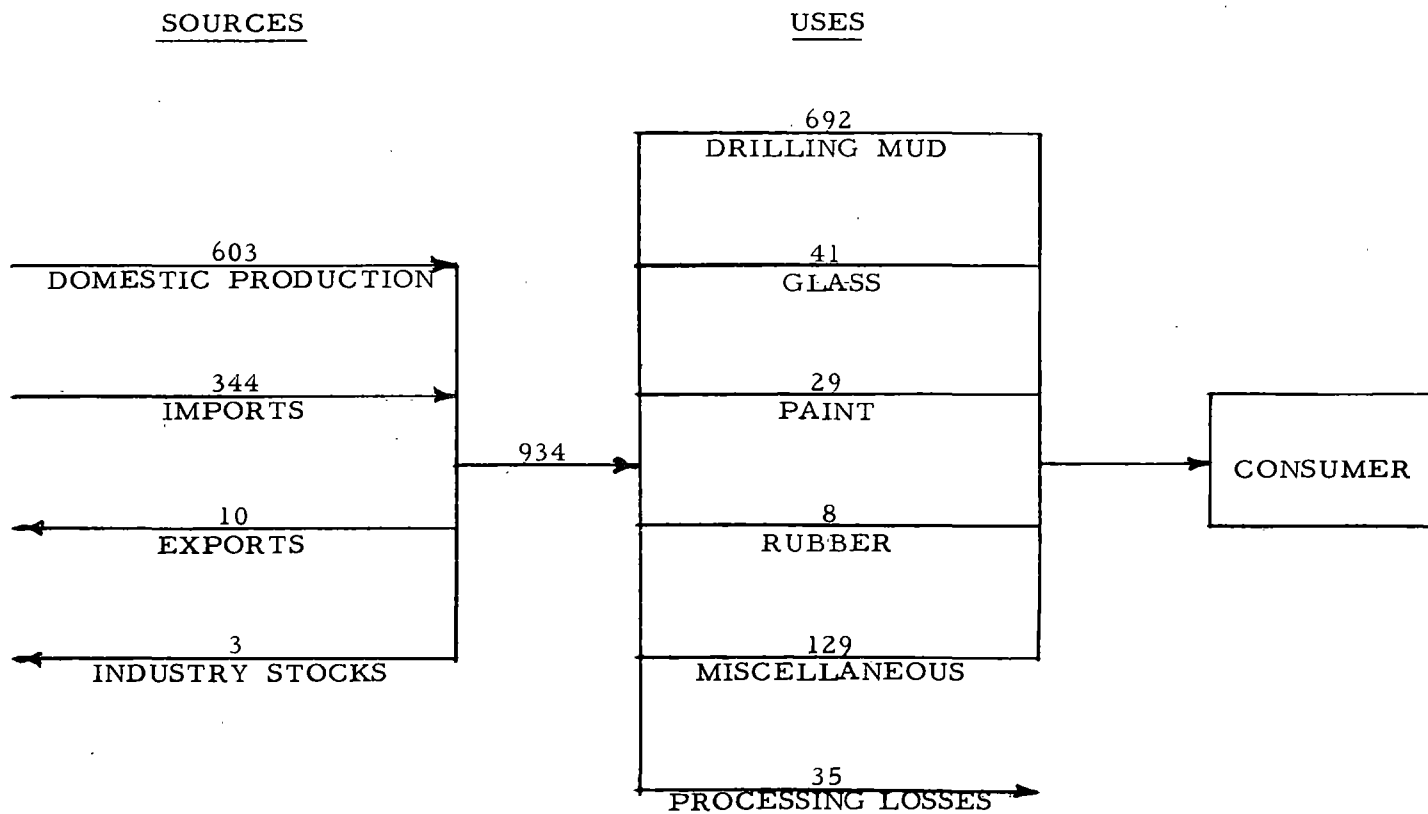 SOURCES
USES
603
DOMESTIC PRODUCTION
344
IMPORTS
10
EXPORTS
3
INDUSTRY STOCKS
934
692
DRILLING MUD
41
GLASS
29
PAINT
8
RUBBER
129
MISCELLANEOUS
35
PROCESSING LOSSES
CONSUMER